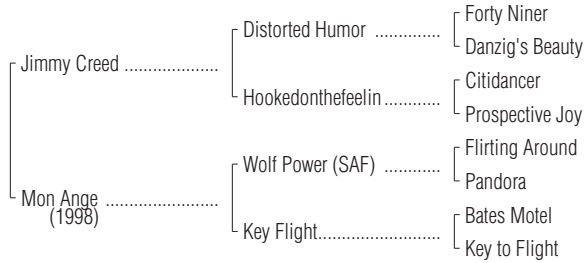 Forty Niner
Distorted Humor ..............
Danzig's Beauty
Jimmy Creed ....................
Citidancer
Hookedonthefeelin ............
Prospective Joy
Flirting Around
Wolf Power (SAF) ............
Pandora
Mon Ange ........................
(1998)
Bates Motel
Key Flight..........................
Key to Flight